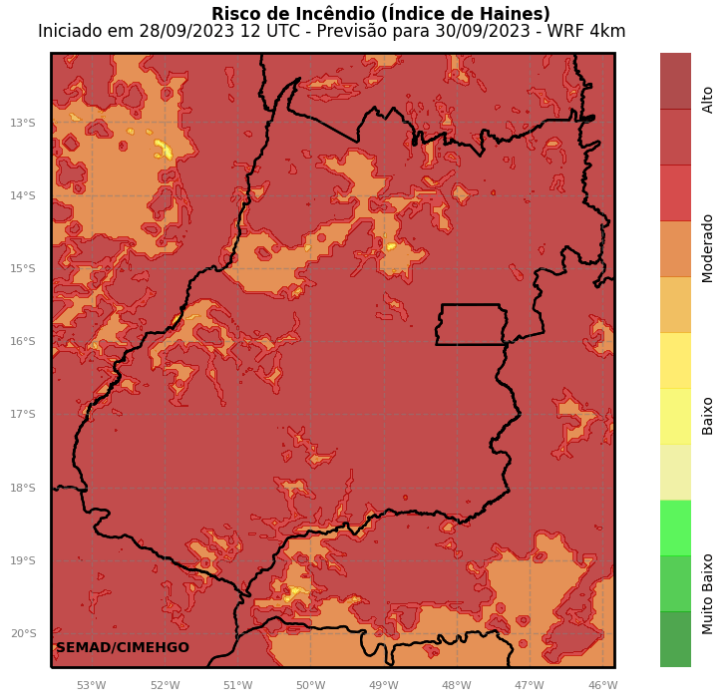 Risco de Incêndio (Índice de Haines)
Iniciado em 28/09/2023 12 UTC - Previsão para 30/09/2023 - WRF 4km
13°S
14°S
15°S
16°S
17°S
18°S
19°S
20°S
SEMAD/CIMEHGO
53°W 52°W 51°W 50°W 49°W 48°W 47°W 46°W
Alto
Moderado
Baixo
Muito Baixo